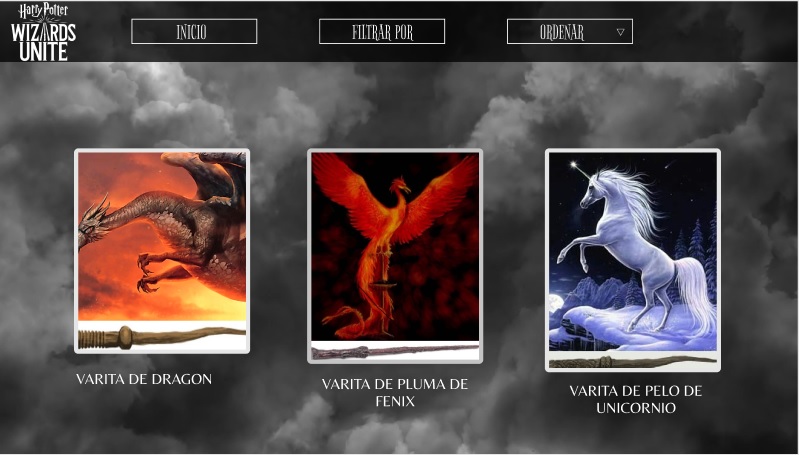 Harry Potter
WIZARDS
UNITE
INICIO
FILTRAR POR
ORDENAR
VARITA DE DRAGON
VARITA DE PLUMA DE
FENIX
VARITA DE PELO DE
UNICORNIO